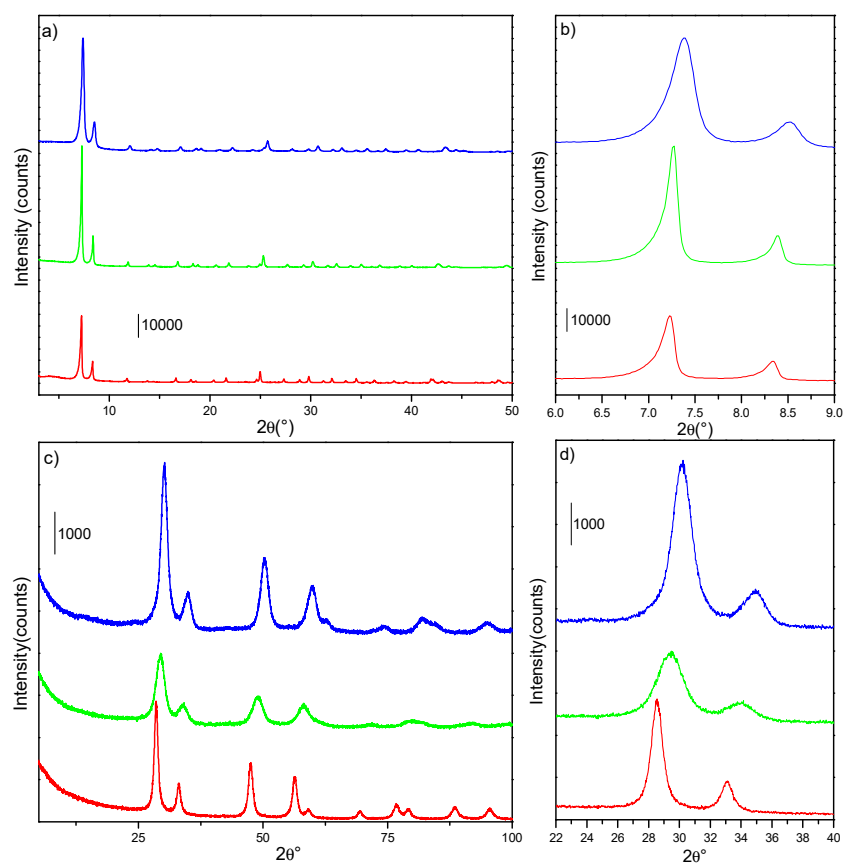 a)
Intensity (counts)
10000
10 20 30 40 50
2θ(°)
b)
Intensity (counts)
10000
6.0 6.5 7.0 7.5 8.0 8.5 9.0
2θ(°)
c)
Intensity(counts)
1000
25 50 75 100
2θ°
d)
Intensity(counts)
1000
22 24 26 28 30 32 34 36 38 40
2θ°